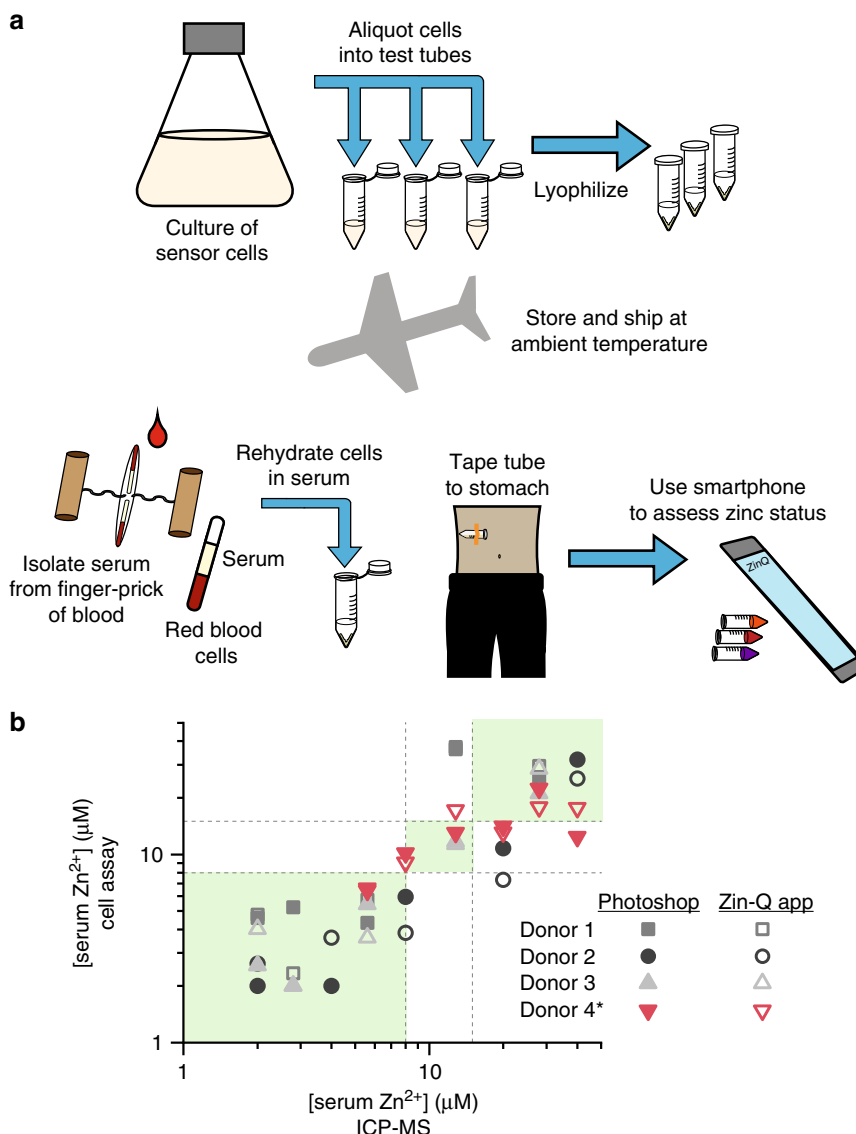 a
Aliquot cells
into test tubes
Lyophilize
Culture of
sensor cells
Store and ship at
ambient temperature
Rehydrate cells
in serum
Tape tube
to stomach
Use smartphone
to assess zinc status
ZinQ
Serum
Isolate serum
from finger-prick
of blood
Red blood
cells
b
[serum Zn²⁺] (μM)
cell assay
10
1
Photoshop Zin-Q app
Donor 1
Donor 2
Donor 3
Donor 4*
1 10
[serum Zn²⁺] (μM)
ICP-MS